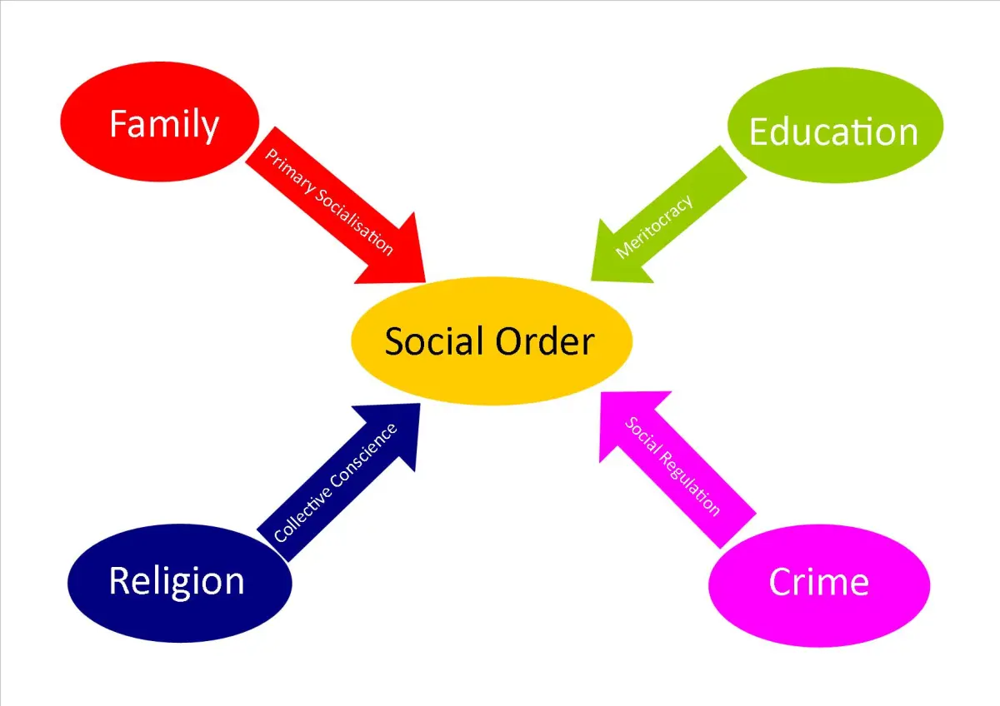 Family
Education
Primary Socialisation
Meritocracy
Social Order
Collective Conscience
Social Regulation
Religion
Crime